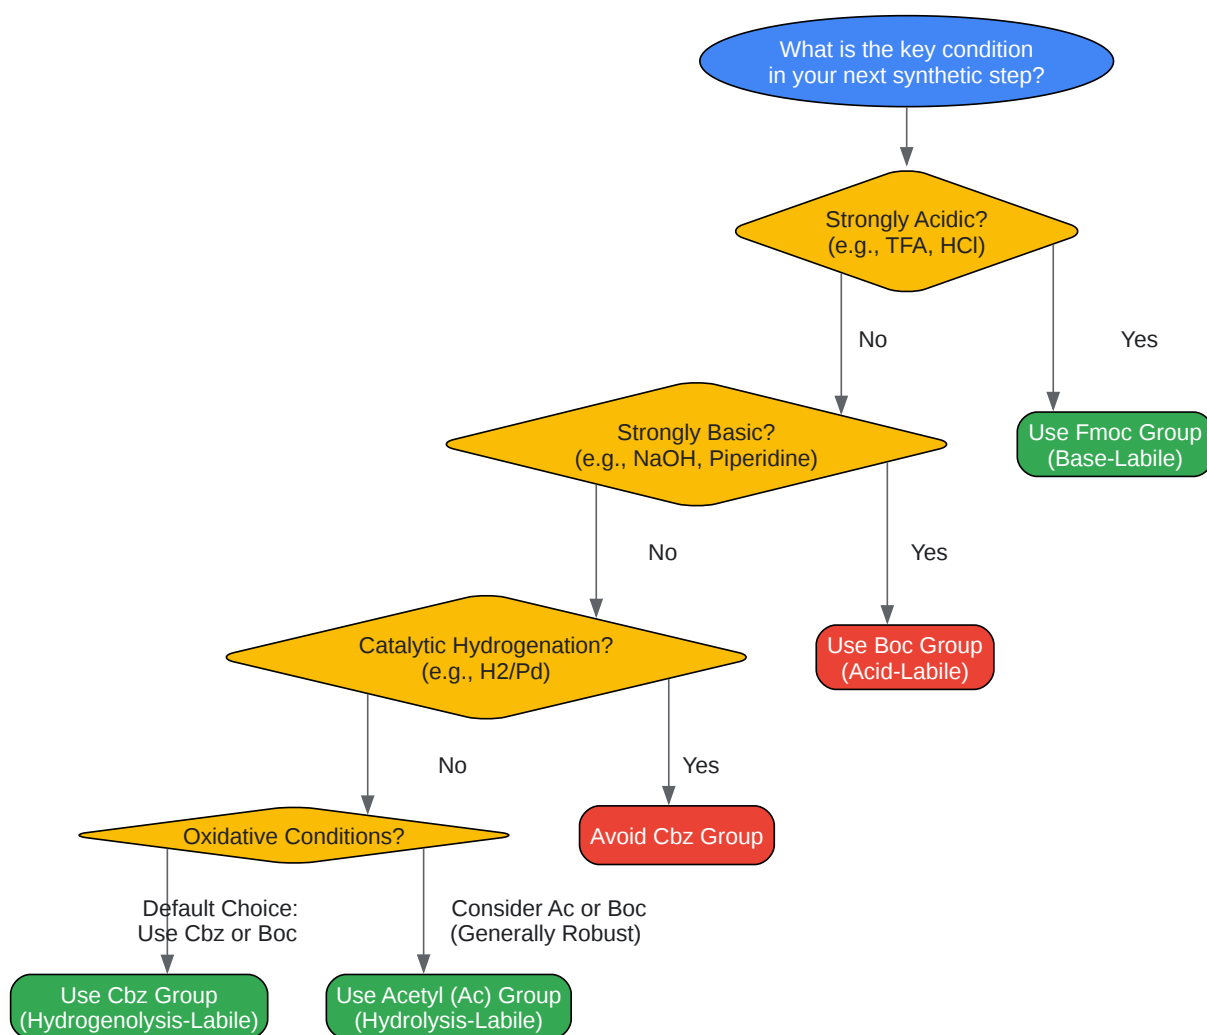 What is the key condition
in your next synthetic step?
Strongly Acidic?
(e.g., TFA, HCl)
No
Yes
Strongly Basic?
(e.g., NaOH, Piperidine)
Use Fmoc Group
(Base-Labile)
No
Yes
Catalytic Hydrogenation?
(e.g., H2/Pd)
Use Boc Group
(Acid-Labile)
No
Yes
Oxidative Conditions?
Avoid Cbz Group
Default Choice:
Use Cbz or Boc
Consider Ac or Boc
(Generally Robust)
Use Cbz Group
(Hydrogenolysis-Labile)
Use Acetyl (Ac) Group
(Hydrolysis-Labile)